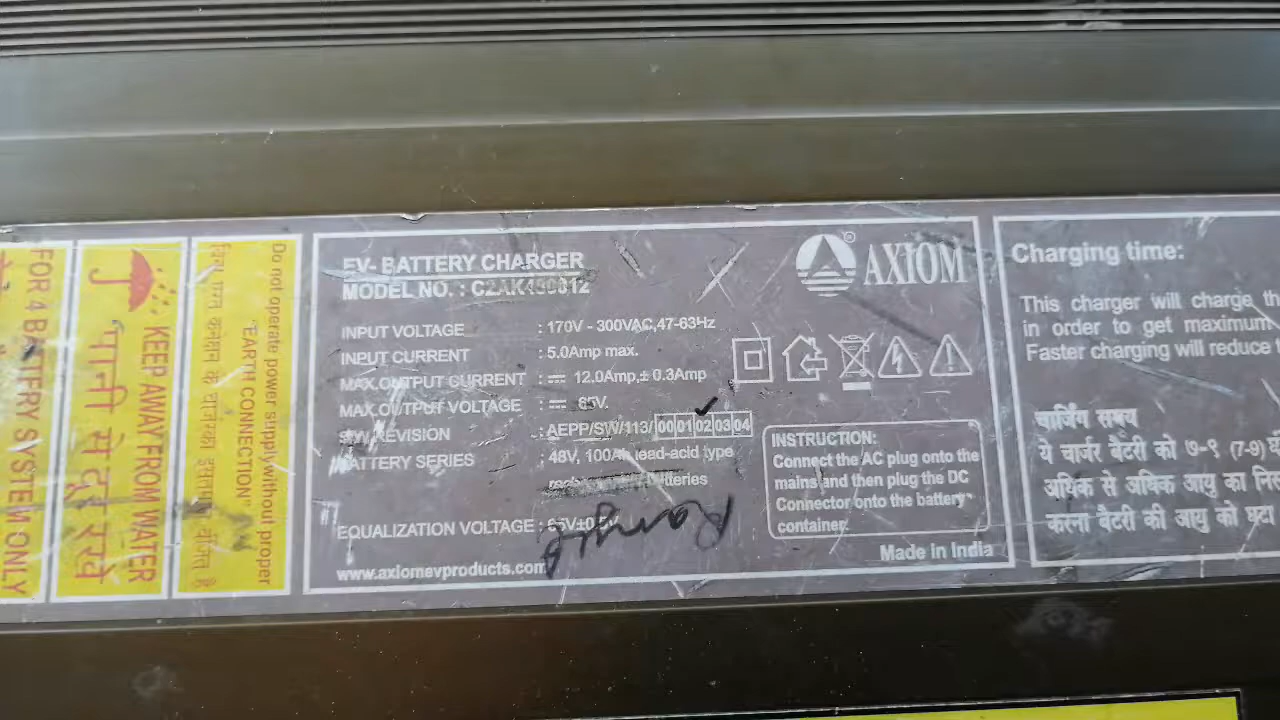 FOR 4 BATTERY SYSTEM ONLY
KEEP AWAY FROM WATER
पानी से दूर रखें
Do not operate power supply without proper
"EARTH CONNECTION"
EV- BATTERY CHARGER
MODEL NO. :
AXIOM
INPUT VOLTAGE : 170V - 300VAC,47-63Hz
INPUT CURRENT : 5.0Amp max.
MAX.OUTPUT CURRENT : 12.0Amp,± 0.3Amp
MAX.OUTPUT VOLTAGE : 65V.
REVISION : AEPP/SW/113/ 00 01 02 03 04
BATTERY SERIES : 48V, lead-acid type
batteries
EQUALIZATION VOLTAGE :
www.axiomevproducts.com
INSTRUCTION:
Connect the AC plug onto the
mains and then plug the DC
Connector onto the battery
container.
Made in India
Charging time:
This charger will charge
in order to get maximum
Faster charging will reduce
चार्जिंग समय
ये चार्जर बैटरी को ७-९ (7-9)
अधिक से अधिक आयु का
करना बैटरी की आयु को घटा